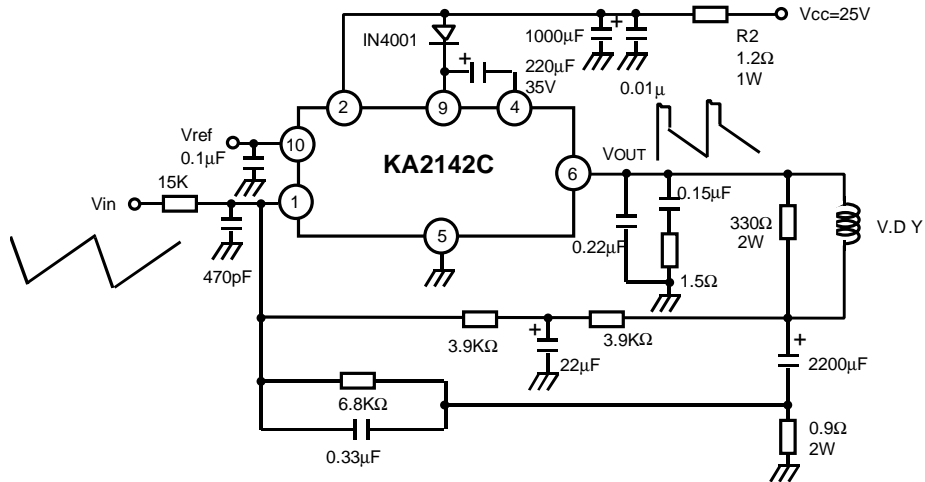 Vcc=25V
IN4001
1000μF
R2
1.2Ω
1W
220μF
35V
0.01μ
2
9
4
Vref
10
0.1μF
KA2142C
VOUT
6
15K
0.15μF
Vin
1
330Ω
2W
V.D Y
5
0.22μF
470pF
1.5Ω
3.9KΩ
3.9KΩ
22μF
2200μF
6.8KΩ
0.9Ω
2W
0.33μF